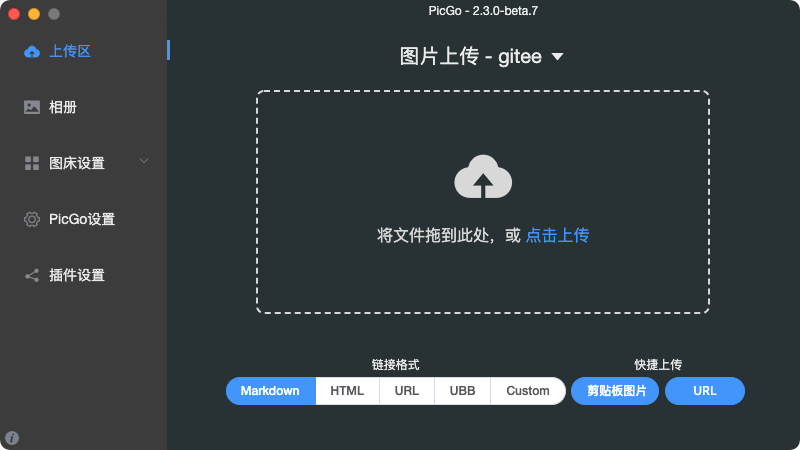 PicGo - 2.3.0-beta.7
上传区
相册
图床设置
PicGo设置
插件设置
图片上传 - gitee
将文件拖到此处，或 点击上传
链接格式
快捷上传
Markdown HTML URL UBB Custom 剪贴板图片 URL
i